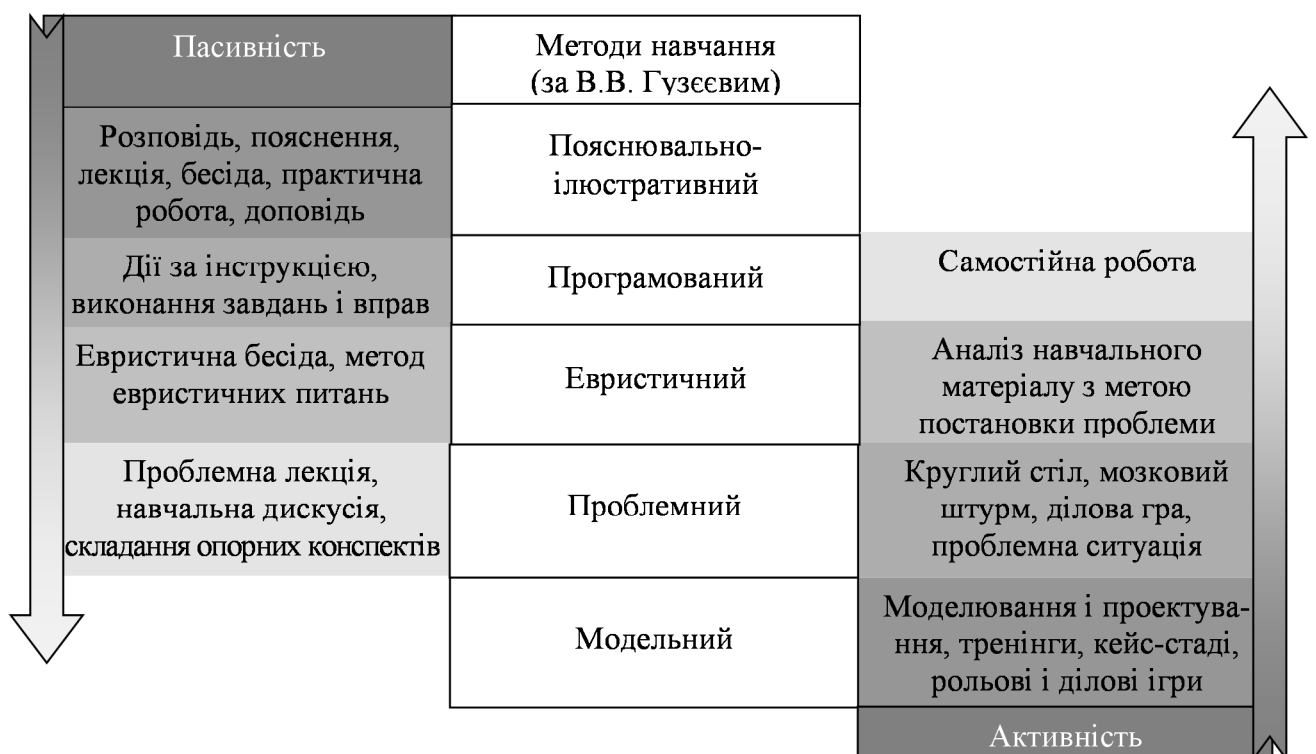 Пасивність
Методи навчання
(за В.В. Гузєєвим)
Розповідь, пояснення,
лекція, бесіда, практична
робота, доповідь
Пояснювально-
ілюстративний
Дії за інструкцією,
виконання завдань і вправ
Програмований
Самостійна робота
Евристична бесіда, метод
евристичних питань
Евристичний
Аналіз навчального
матеріалу з метою
постановки проблеми
Проблемна лекція,
навчальна дискусія,
складання опорних конспектів
Проблемний
Круглий стіл, мозковий
штурм, ділова гра,
проблемна ситуація
Модельний
Моделювання і проектува-
ння, тренінги, кейс-стаді,
рольові і ділові ігри
Активність